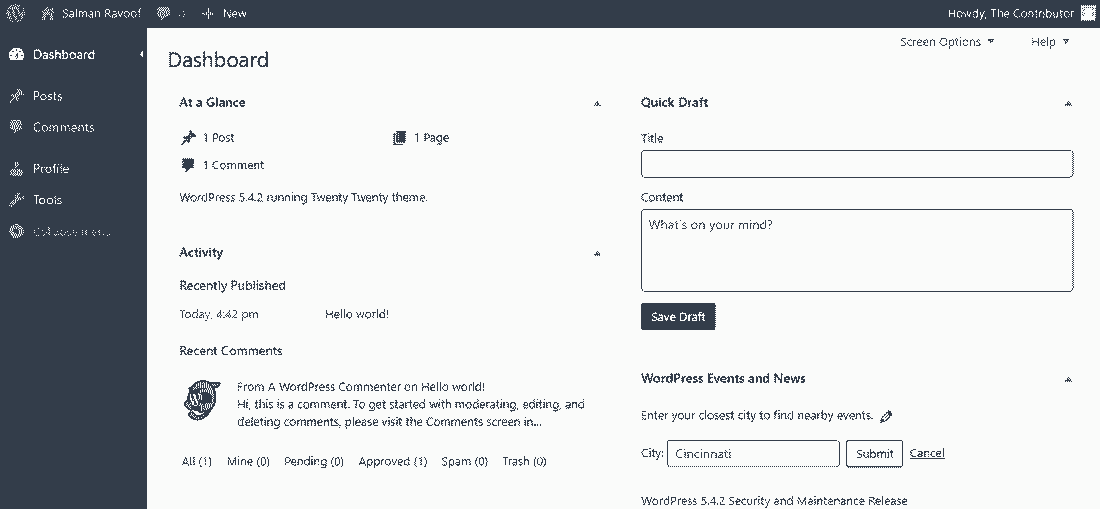 Salman Ravoof
New
Howdy, The Contributor
Dashboard
Posts
Comments
Profile
Tools
Collapse menu
Screen Options
Help
Dashboard
At a Glance
1 Post
1 Page
1 Comment
WordPress 5.4.2 running Twenty Twenty theme.
Activity
Recently Published
Today, 4:42 pm
Hello world!
Recent Comments
From A WordPress Commenter on Hello world!
Hi, this is a comment. To get started with moderating, editing, and
deleting comments, please visit the Comments screen in...
All (1) Mine (0) Pending (0) Approved (1) Spam (0) Trash (0)
Quick Draft
Title
Content
What's on your mind?
Save Draft
WordPress Events and News
Enter your closest city to find nearby events.
City: Cincinnati Submit Cancel
WordPress 5.4.2 Security and Maintenance Release